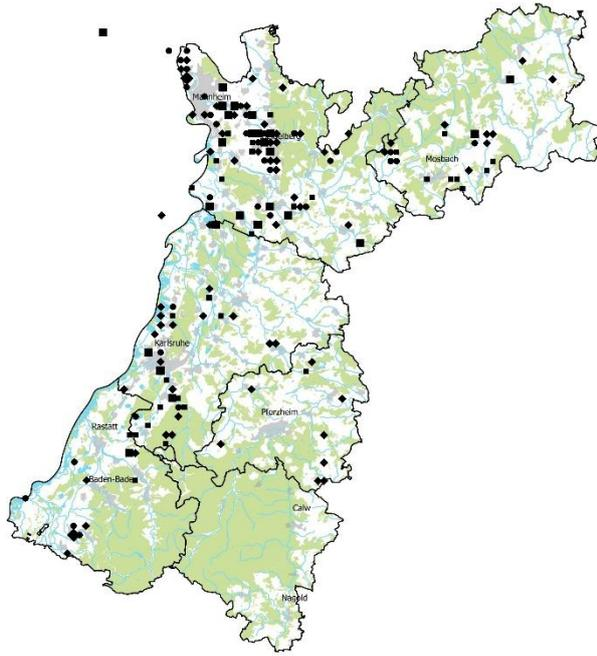 Mannheim
Mosbach
Karlsruhe
Pforzheim
Rastatt
Baden-Baden
Calw
Nagold